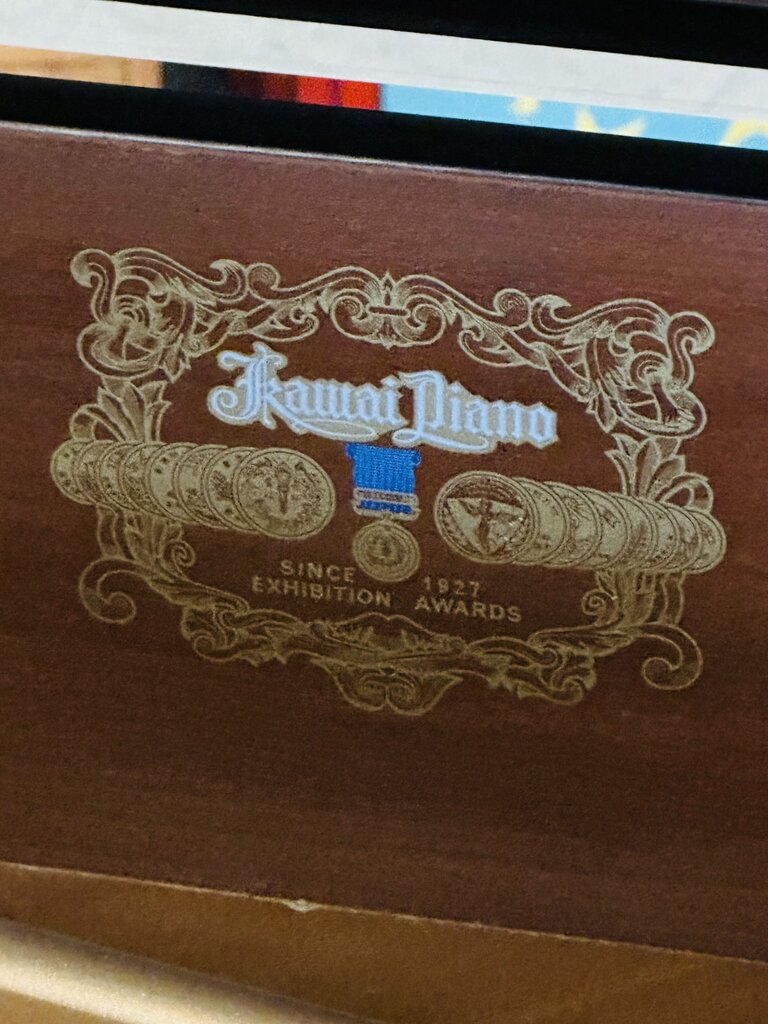 Kawai Piano
SINCE 1927
EXHIBITION AWARDS